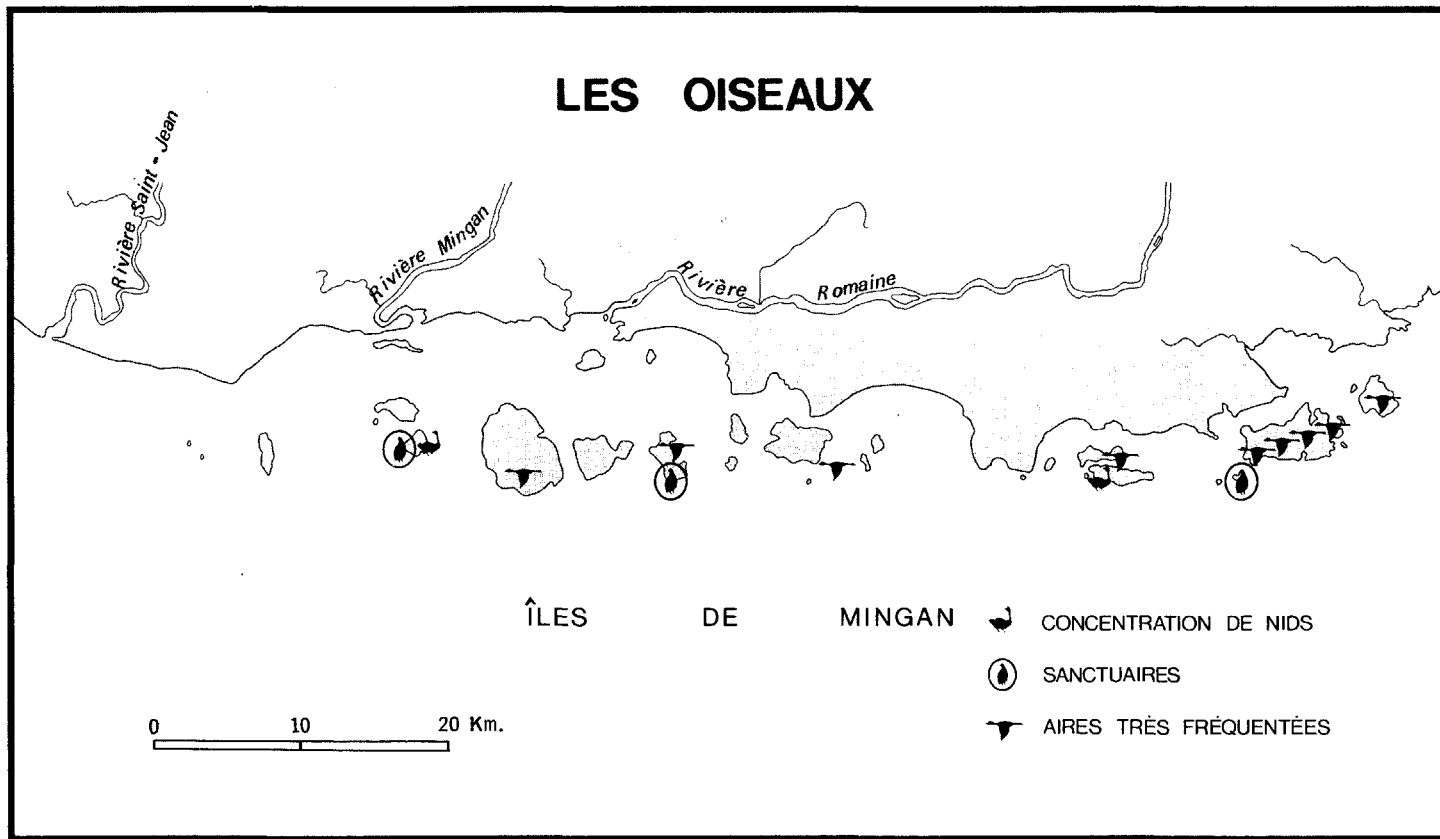 LES OISEAUX
Rivière Saint-Jean
Rivière Mingan
Rivière Romaine
ÎLES DE MINGAN
CONCENTRATION DE NIDS
SANCTUAIRES
AIRES TRÈS FRÉQUENTÉES
0 10 20 Km.